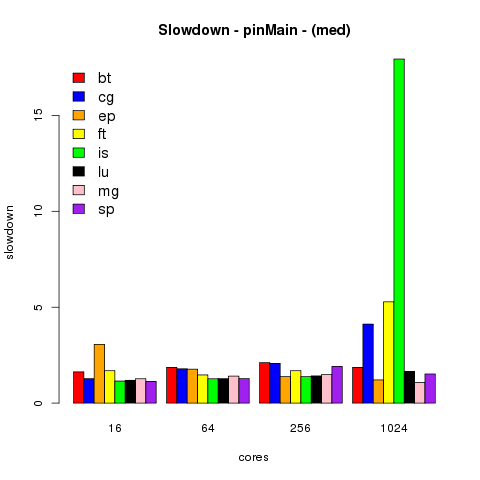 Slowdown - pinMain - (med)
bt
cg
ep
ft
is
lu
mg
sp
15
10
5
0
slowdown
16 64 256 1024
cores